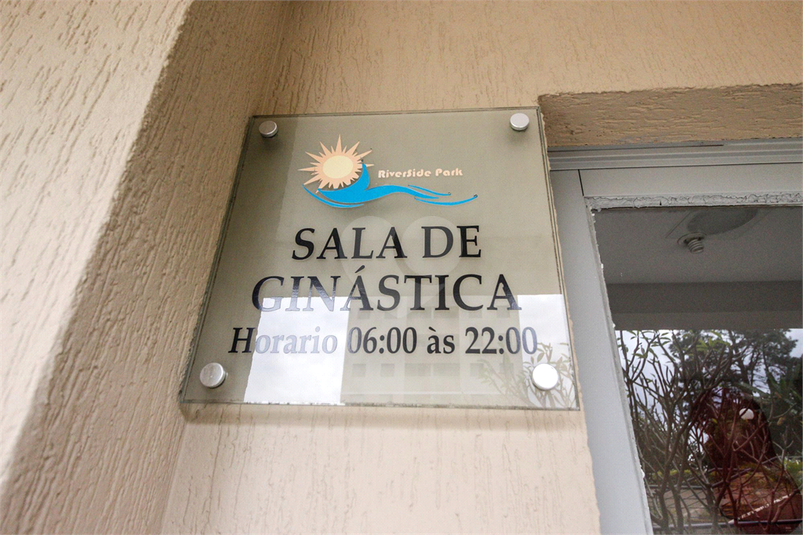 RiverSide Park
SALA DE
GINÁSTICA
Horario 06:00 às 22:00